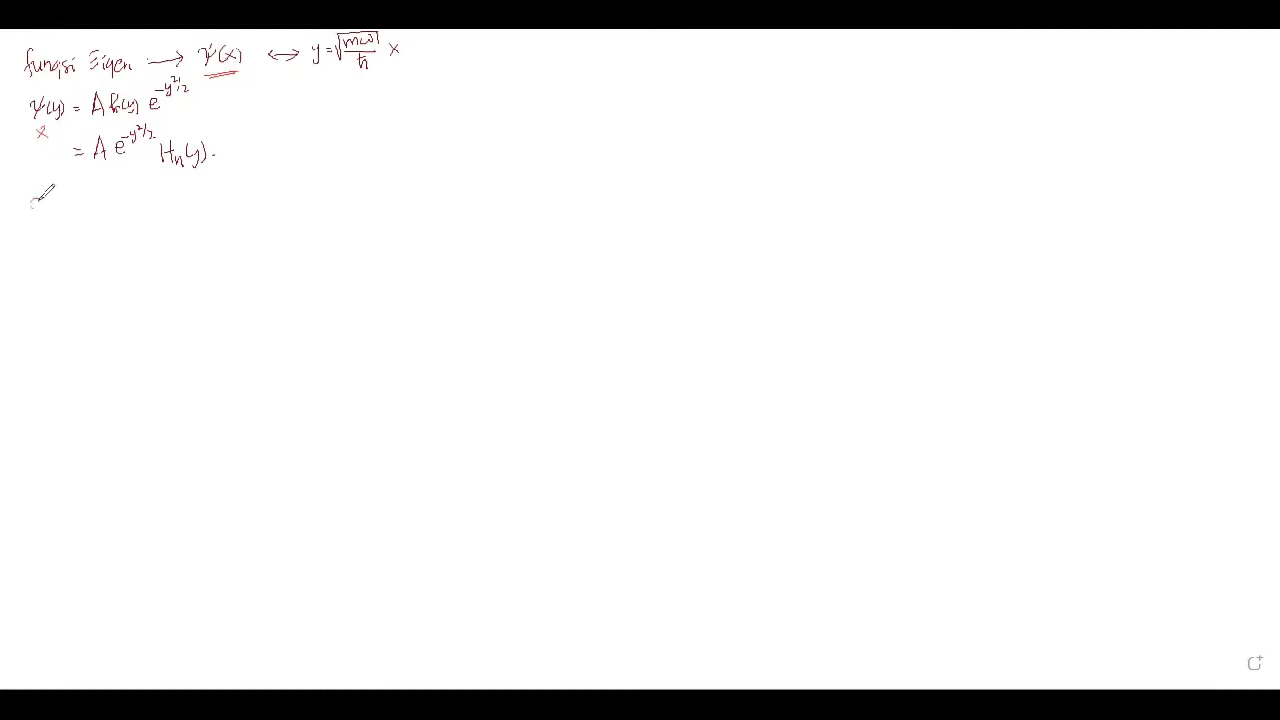 fungsi Eigen → ψ(x) ↔ y = √(mω/ħ) x
ψ(y) = A h(y) e^{-y²/2}
x
= A e^{-y²/2} Hₙ(y).